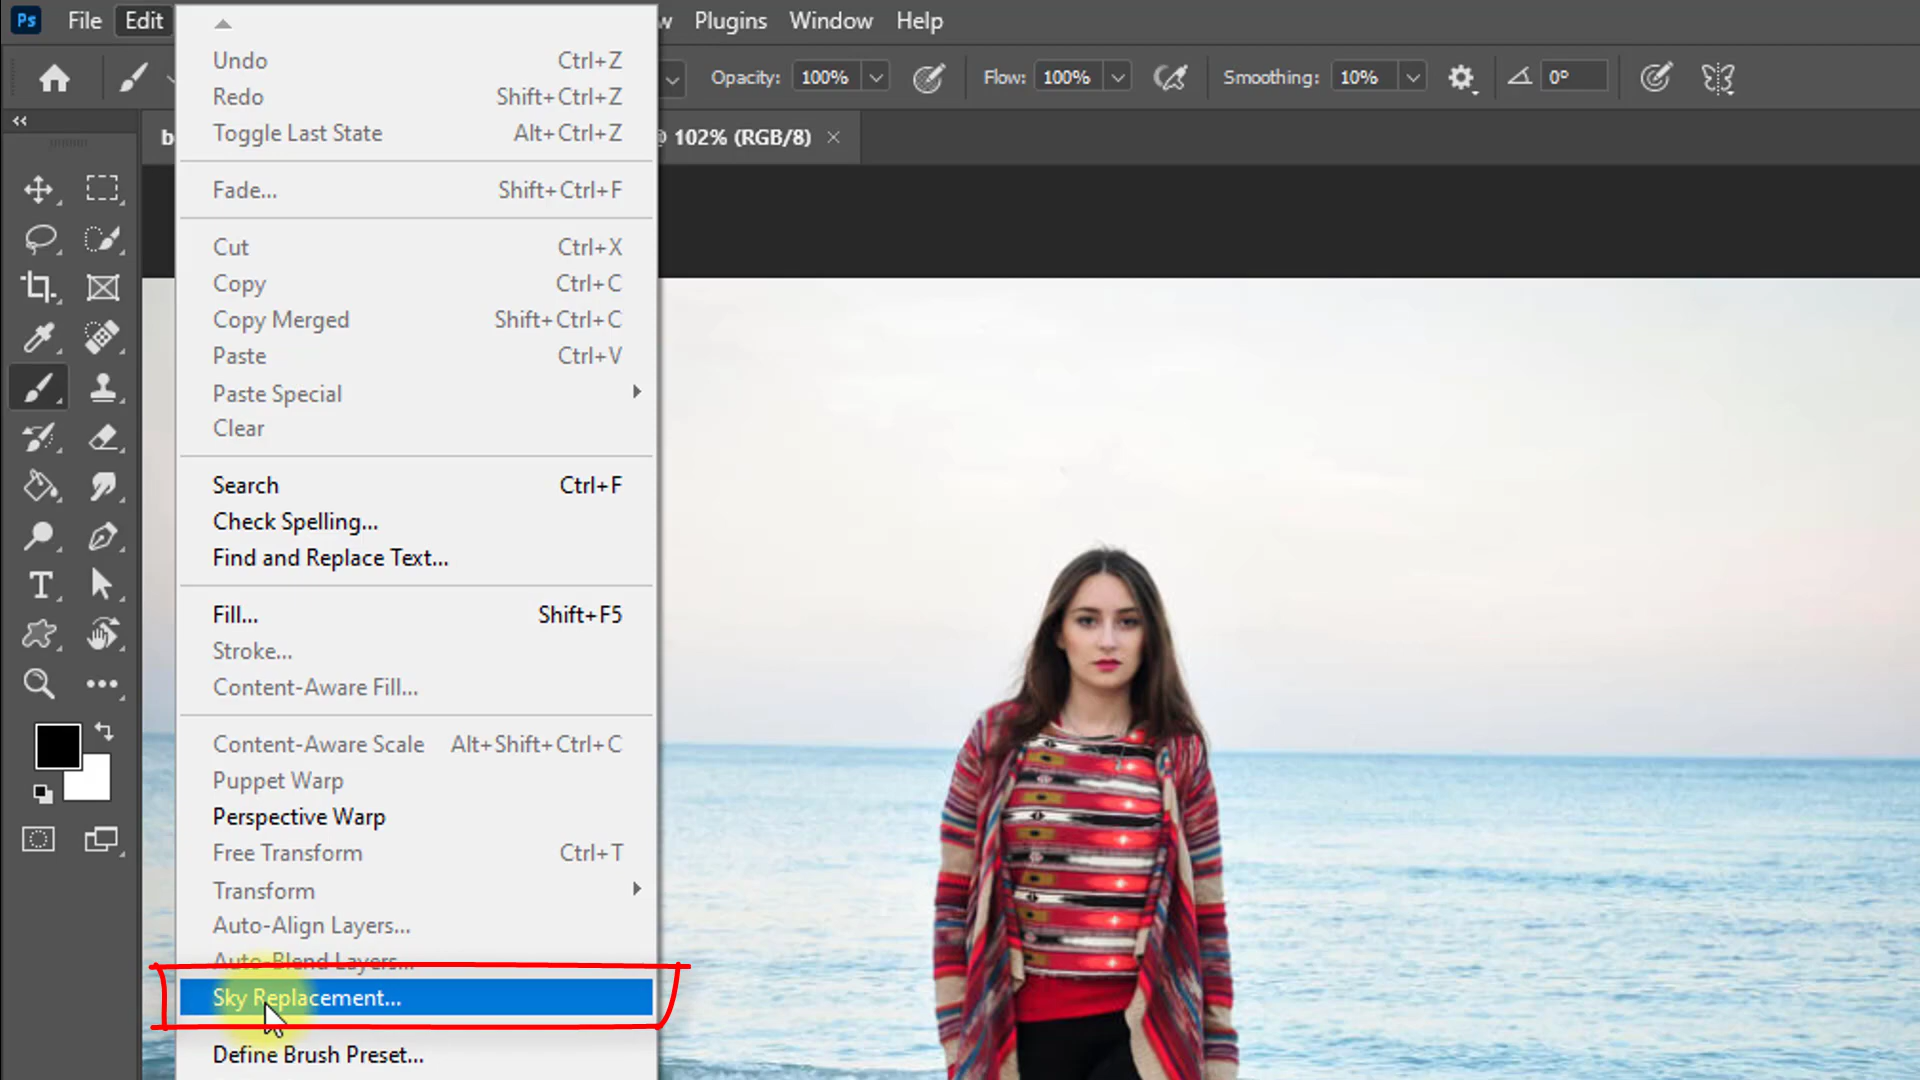 Ps File Edit w Plugins Window Help
Opacity: 100% Flow: 100% Smoothing: 10% 0°
b @ 102% (RGB/8) ×
Undo Ctrl+Z
Redo Shift+Ctrl+Z
Toggle Last State Alt+Ctrl+Z
Fade... Shift+Ctrl+F
Cut Ctrl+X
Copy Ctrl+C
Copy Merged Shift+Ctrl+C
Paste Ctrl+V
Paste Special
Clear
Search Ctrl+F
Check Spelling...
Find and Replace Text...
Fill... Shift+F5
Stroke...
Content-Aware Fill...
Content-Aware Scale Alt+Shift+Ctrl+C
Puppet Warp
Perspective Warp
Free Transform Ctrl+T
Transform
Auto-Align Layers...
Auto-Blend Layers...
Sky Replacement...
Define Brush Preset...